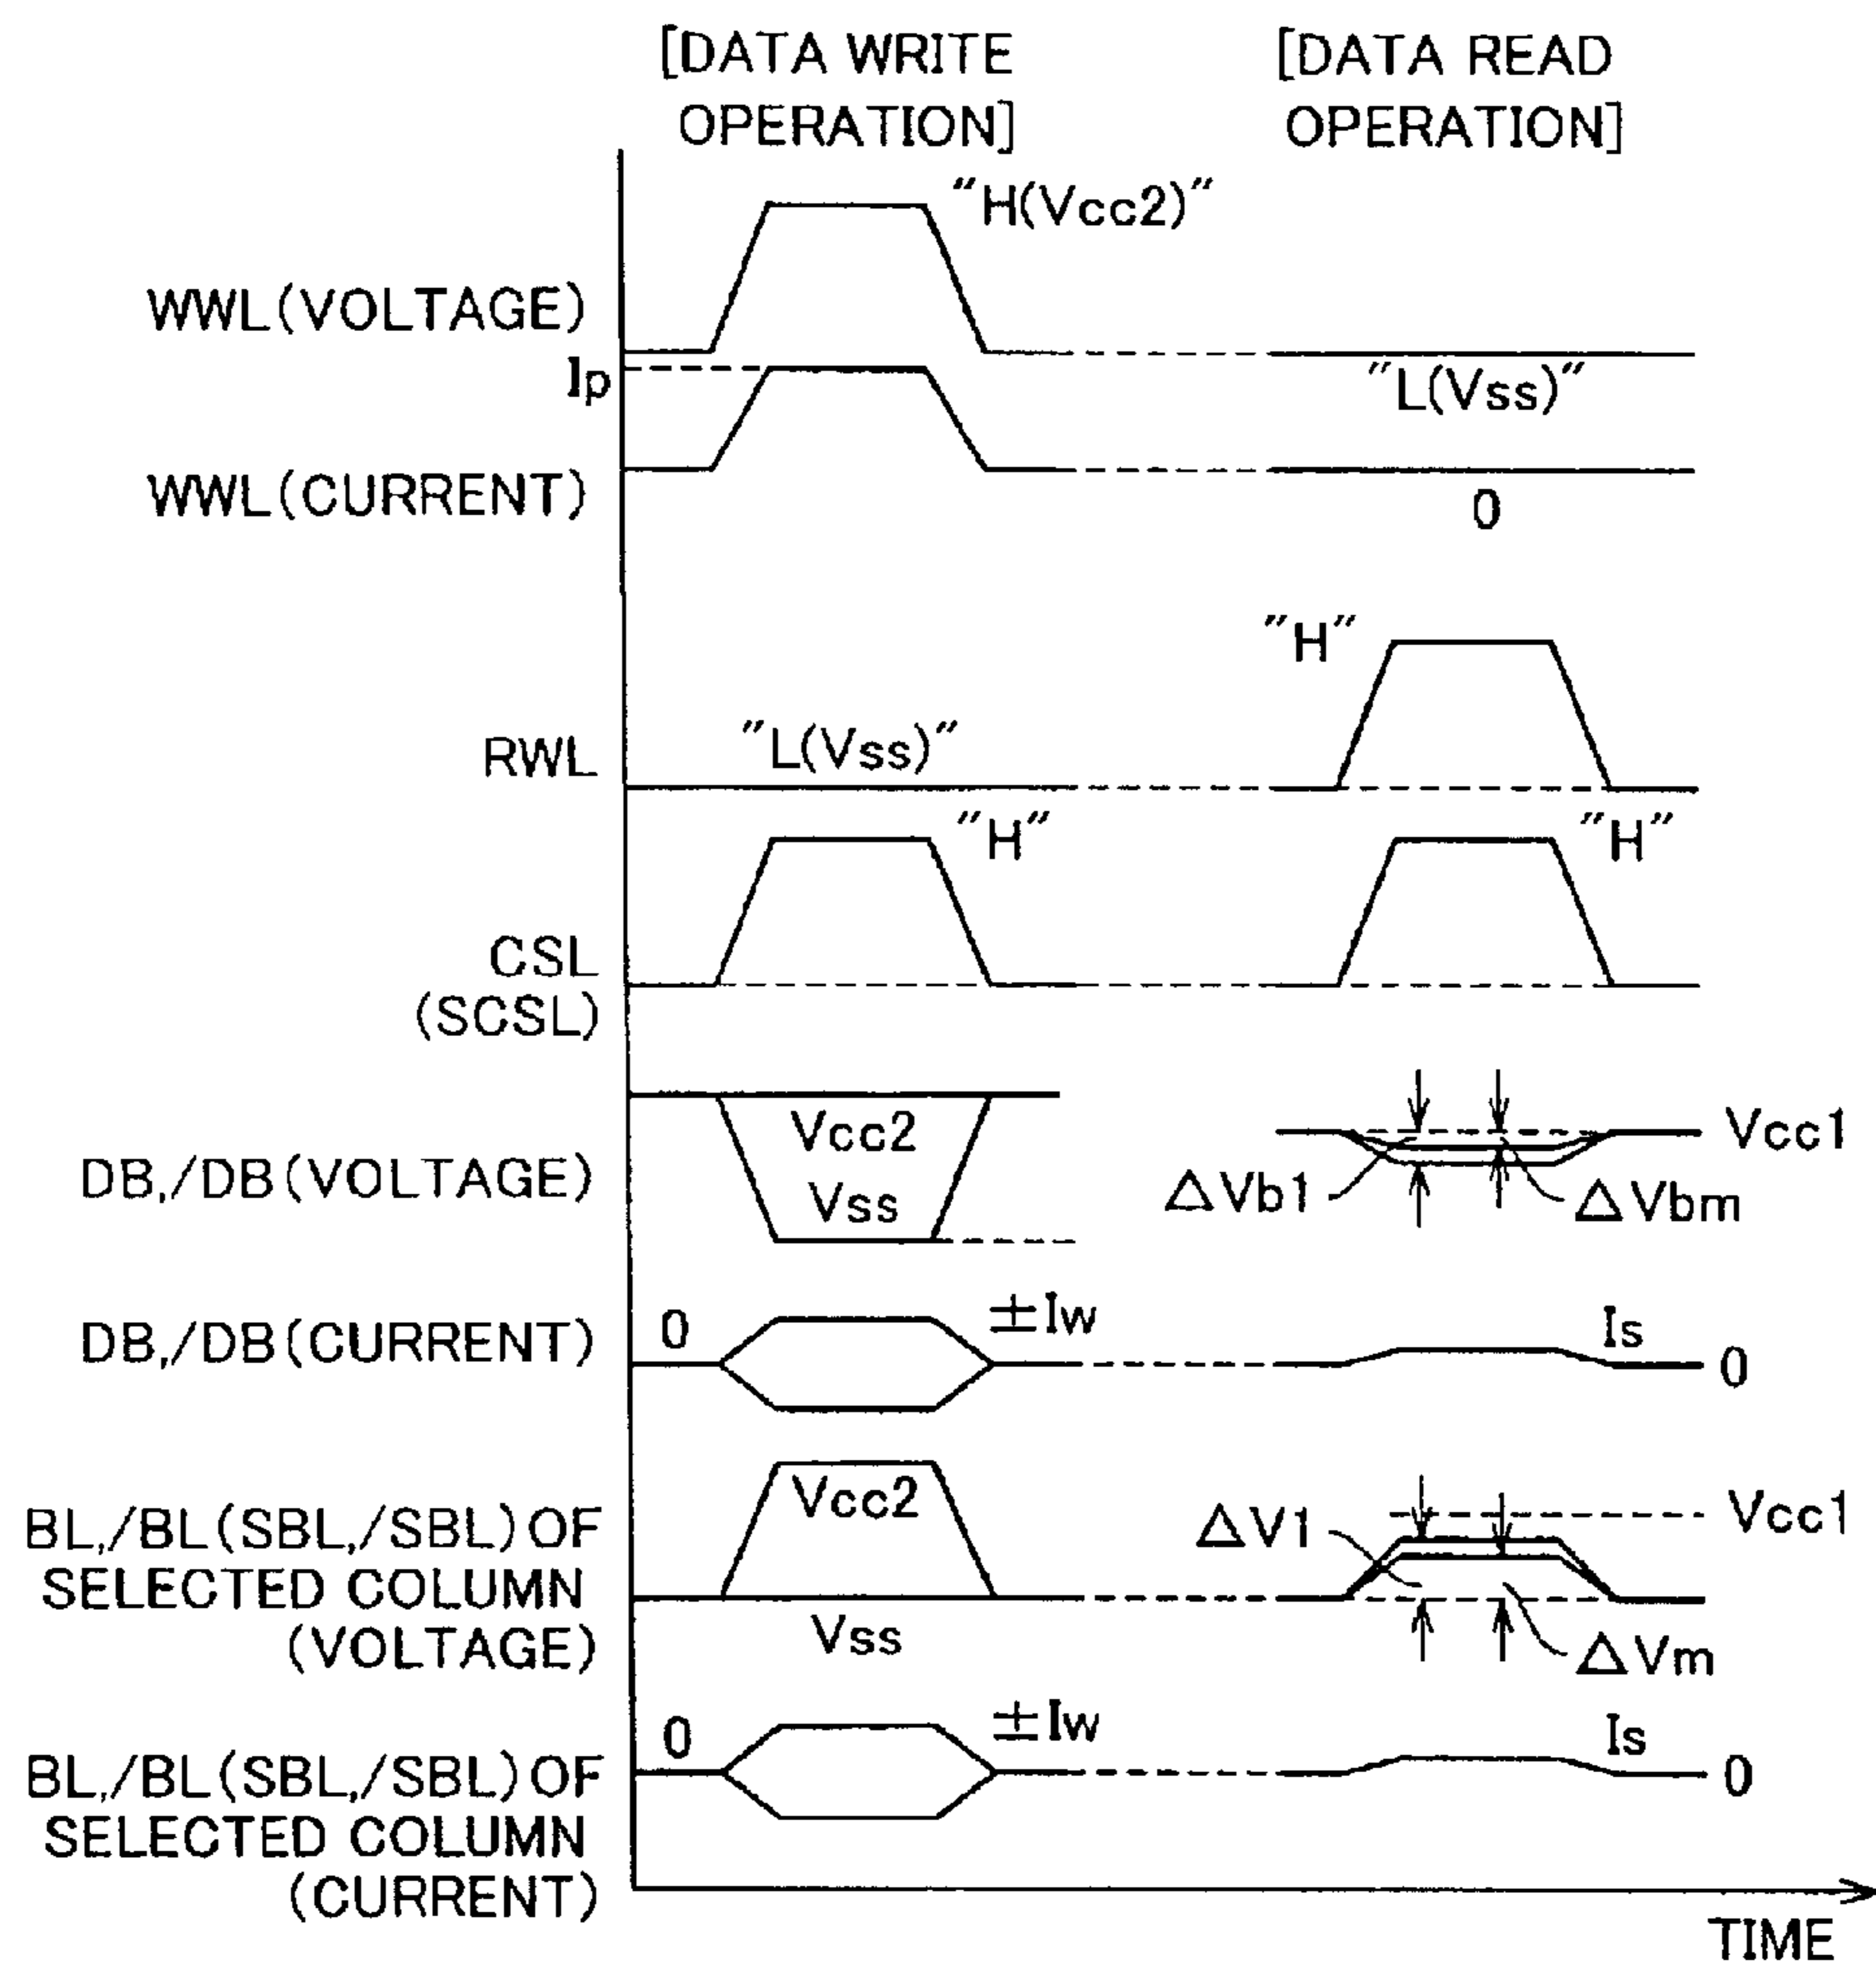 [DATA WRITE
OPERATION]
[DATA READ
OPERATION]
"H(Vcc2)"
WWL(VOLTAGE)
Ip
"L(Vss)"
WWL(CURRENT)
0
"H"
RWL
"L(Vss)"
"H"
"H"
CSL
(SCSL)
Vcc2
Vcc1
DB,/DB(VOLTAGE)
Vss
ΔVb1
ΔVbm
DB,/DB(CURRENT)
0
±Iw
Is
0
Vcc2
Vcc1
BL,/BL(SBL,/SBL)OF
SELECTED COLUMN
(VOLTAGE)
ΔV1
Vss
ΔVm
0
±Iw
Is
0
BL,/BL(SBL,/SBL)OF
SELECTED COLUMN
(CURRENT)
TIME